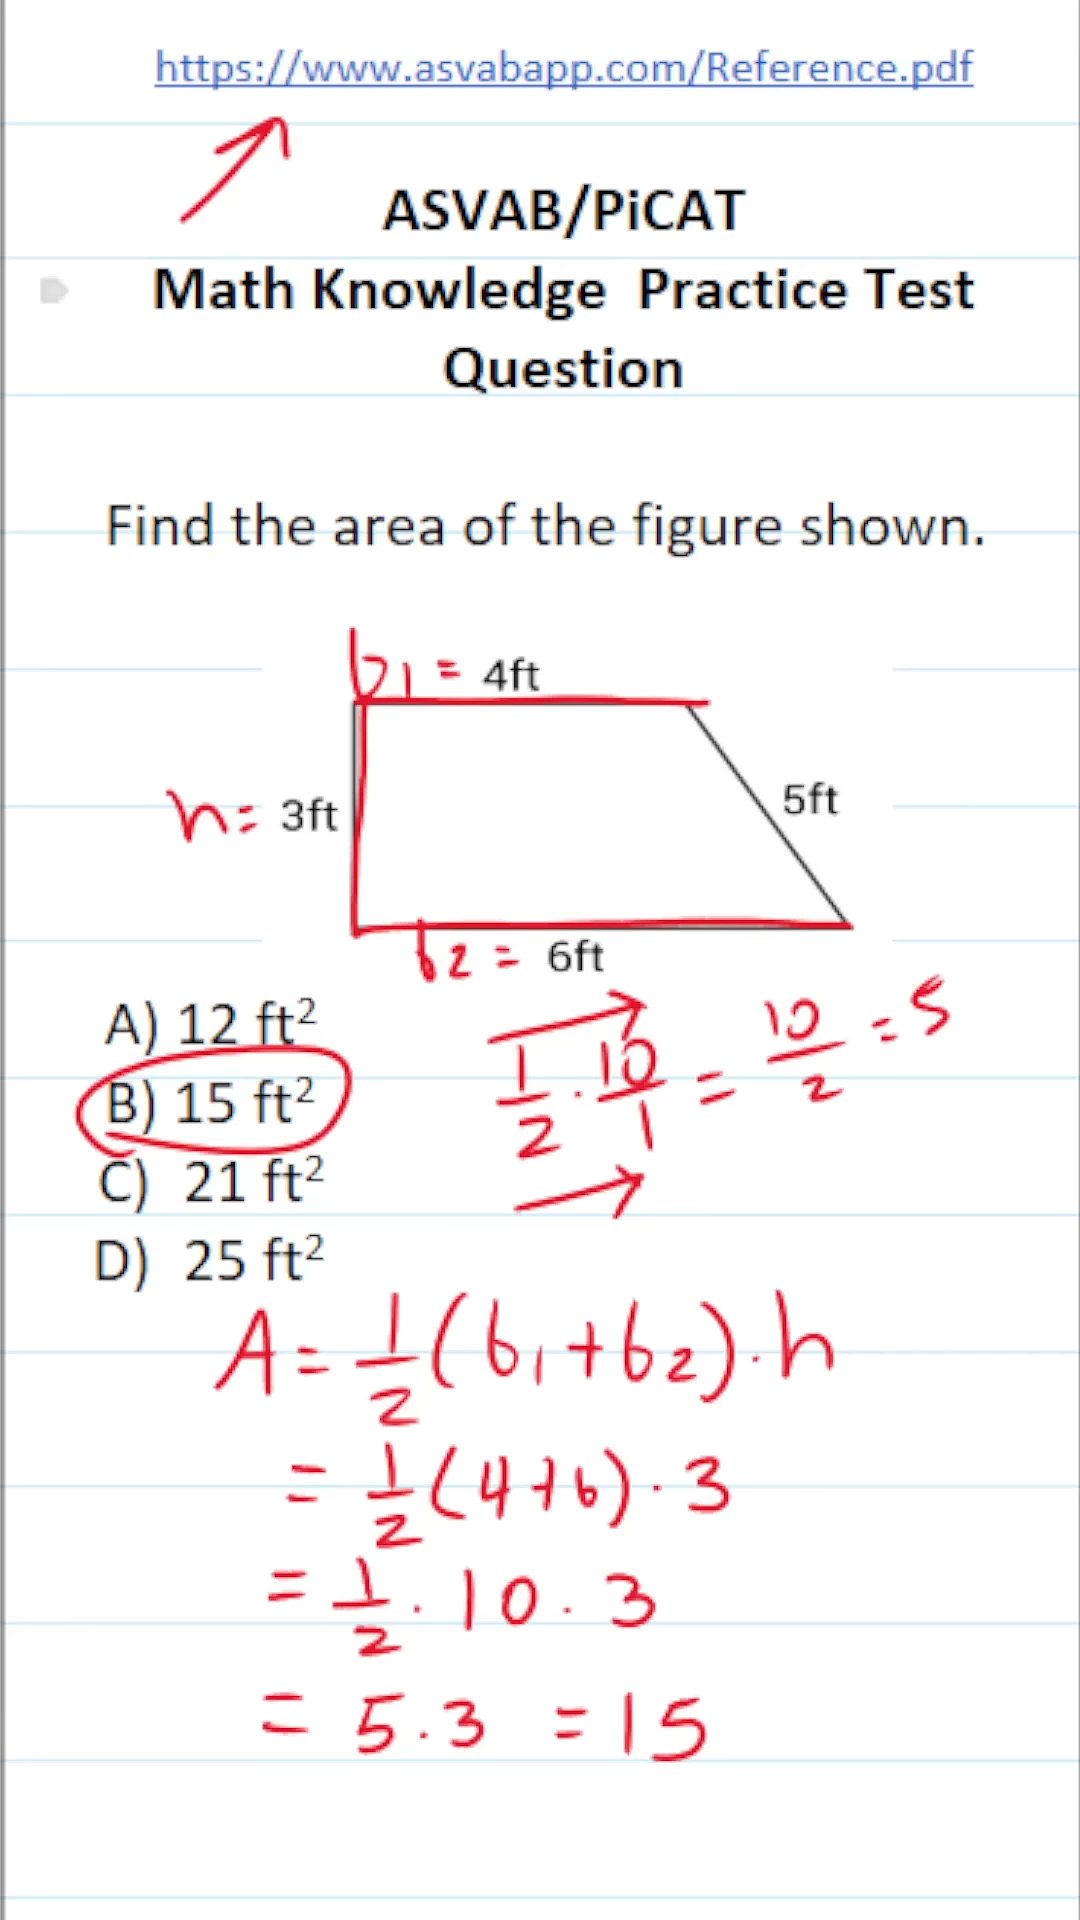 https://www.asvabapp.com/Reference.pdf
ASVAB/PiCAT
Math Knowledge Practice Test
Question
Find the area of the figure shown.
b1 = 4ft
h = 3ft
5ft
b2 = 6ft
A) 12 ft²
B) 15 ft²
C) 21 ft²
D) 25 ft²
1/2 · 10/1 = 10/2 = 5
A = 1/2 (b1 + b2) · h
= 1/2 (4+6) · 3
= 1/2 · 10 · 3
= 5 . 3 = 15